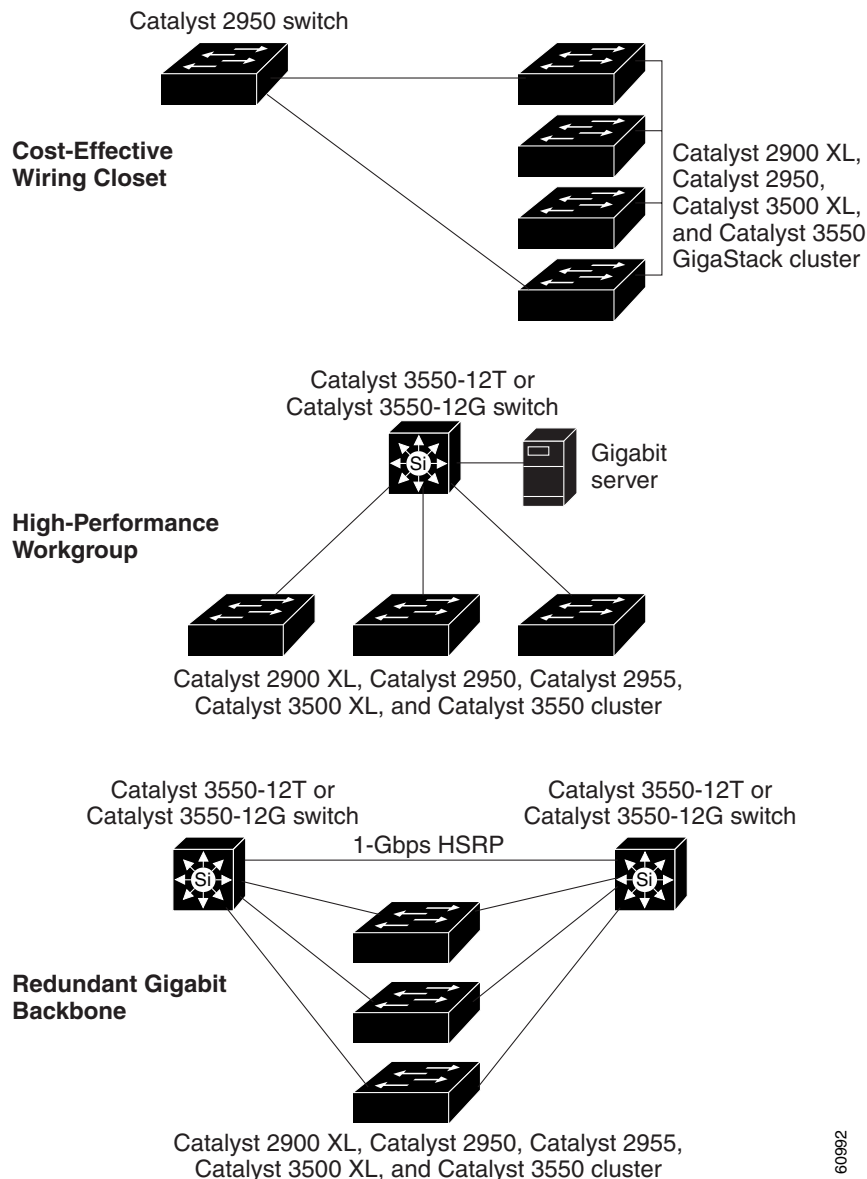 Catalyst 2950 switch
Cost-Effective
Wiring Closet
Catalyst 2900 XL,
Catalyst 2950,
Catalyst 3500 XL,
and Catalyst 3550
GigaStack cluster
Catalyst 3550-12T or
Catalyst 3550-12G switch
Si
Gigabit
server
High-Performance
Workgroup
Catalyst 2900 XL, Catalyst 2950, Catalyst 2955,
Catalyst 3500 XL, and Catalyst 3550 cluster
Catalyst 3550-12T or
Catalyst 3550-12G switch
Catalyst 3550-12T or
Catalyst 3550-12G switch
1-Gbps HSRP
Si
Si
Redundant Gigabit
Backbone
Catalyst 2900 XL, Catalyst 2950, Catalyst 2955,
Catalyst 3500 XL, and Catalyst 3550 cluster
60992